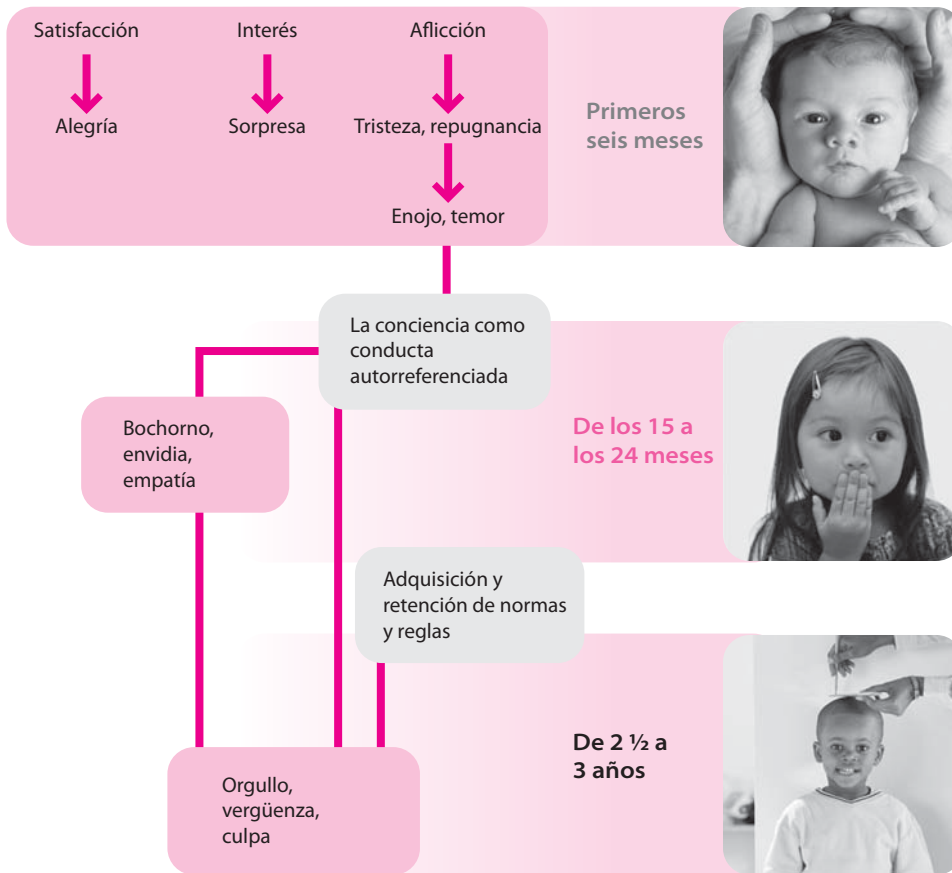 Satisfacción
Interés
Aflicción
Alegría
Sorpresa
Tristeza, repugnancia
Enojo, temor
Primeros
seis meses
La conciencia como
conducta
autorreferenciada
Bochorno,
envidia,
empatía
De los 15 a
los 24 meses
Adquisición y
retención de normas
y reglas
Orgullo,
vergüenza,
culpa
De 2 ½ a
3 años